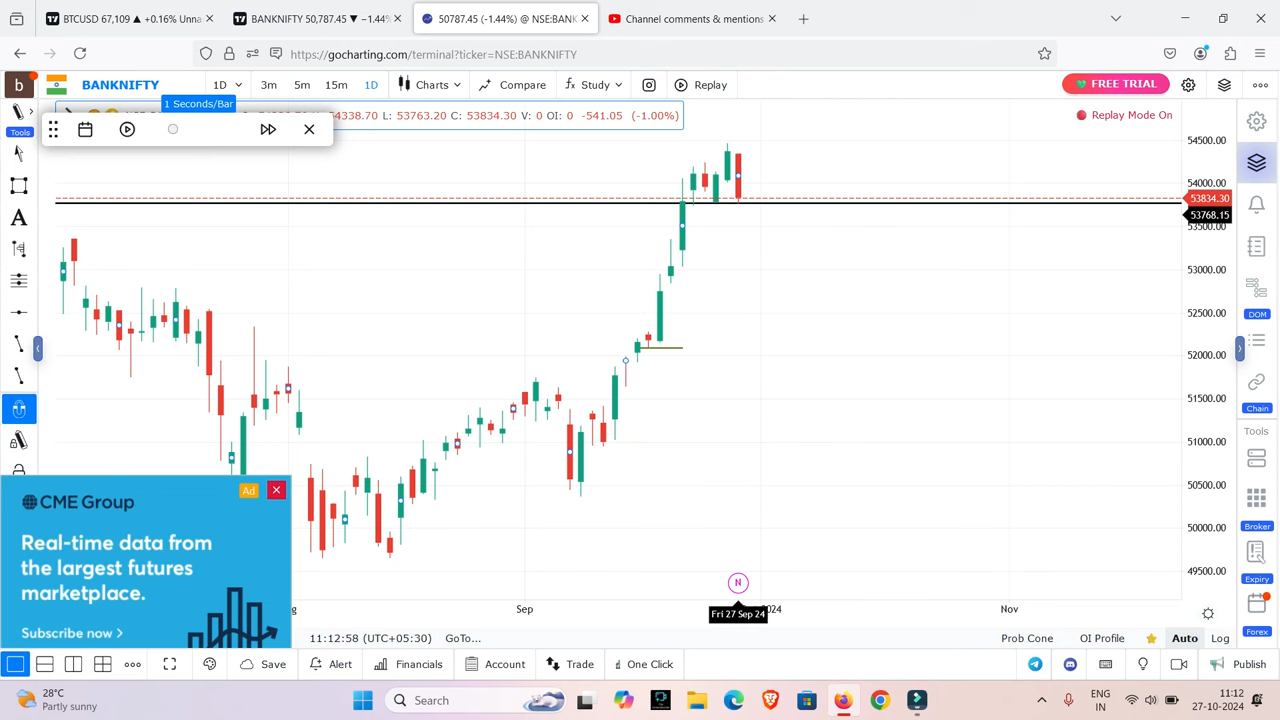 BTCUSD 67,109 ▲ +0.16% Unna
BANKNIFTY 50,787.45 ▼ −1.44%
50787.45 (-1.44%) @ NSE:BANK
Channel comments & mentions
https://gocharting.com/terminal?ticker=NSE:BANKNIFTY
b
BANKNIFTY
1D
3m
5m
15m
1D
Charts
Compare
Study
Replay
FREE TRIAL
1 Seconds/Bar
4338.70 L: 53763.20 C: 53834.30 V: 0 OI: 0 -541.05 (-1.00%)
Replay Mode On
Tools
A
54500.00
54000.00
53834.30
53768.15
53500.00
53000.00
52500.00
52000.00
51500.00
51000.00
50500.00
50000.00
49500.00
DOM
Chain
Tools
Broker
Expiry
Forex
Ad
CME Group
Real-time data from
the largest futures
marketplace.
Subscribe now
N
Sep
Fri 27 Sep 24
2024
Nov
11:12:58 (UTC+05:30)
GoTo...
Prob Cone
OI Profile
Auto
Log
Save
Alert
Financials
Account
Trade
One Click
Publish
28°C
Partly sunny
Search
ENG
IN
11:12
27-10-2024